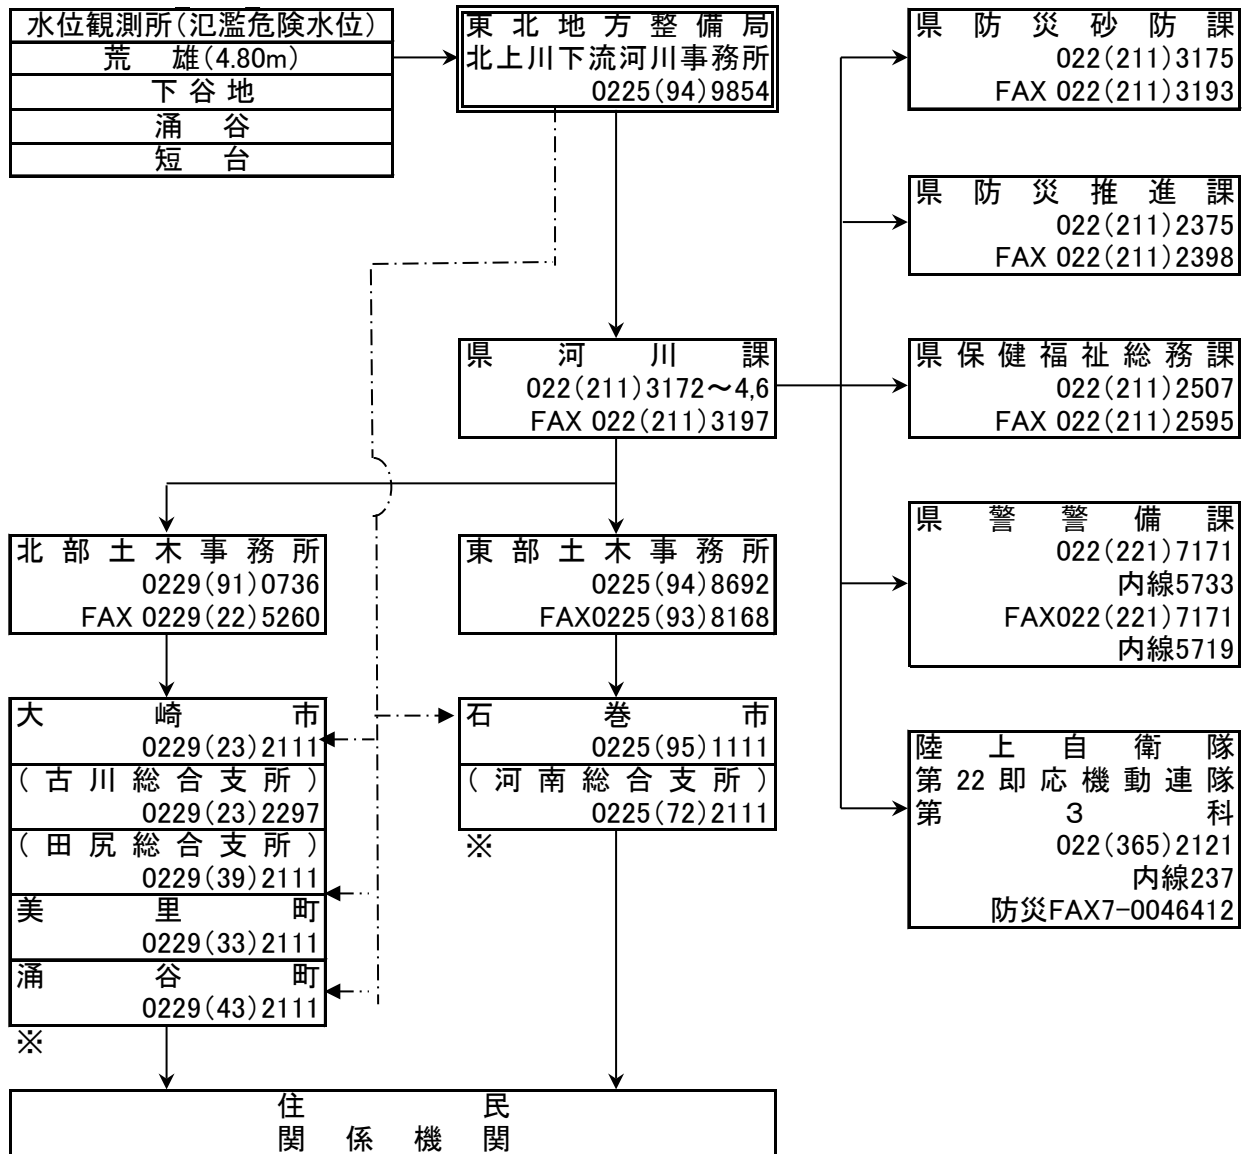 水位観測所(氾濫危険水位)
荒　雄(4.80m)
下谷地
涌　谷
短　台
東北地方整備局
北上川下流河川事務所
0225(94)9854
県河川課
022(211)3172～4,6
FAX 022(211)3197
県防災砂防課
022(211)3175
FAX 022(211)3193
県防災推進課
022(211)2375
FAX 022(211)2398
県保健福祉総務課
022(211)2507
FAX 022(211)2595
県警警備課
022(221)7171
内線5733
FAX022(221)7171
内線5719
陸上自衛隊
第22即応機動連隊
第3科
022(365)2121
内線237
防災FAX7-0046412
北部土木事務所
0229(91)0736
FAX 0229(22)5260
東部土木事務所
0225(94)8692
FAX0225(93)8168
大崎市
0229(23)2111
(古川総合支所)
0229(23)2297
(田尻総合支所)
0229(39)2111
美里町
0229(33)2111
涌谷町
0229(43)2111
※
石巻市
0225(95)1111
(河南総合支所)
0225(72)2111
※
住民
関係機関